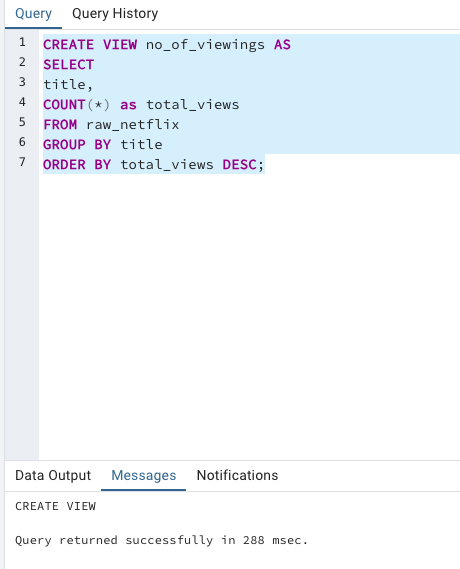 Query Query History
1 CREATE VIEW no_of_viewings AS
2 SELECT
3 title,
4 COUNT(*) as total_views
5 FROM raw_netflix
6 GROUP BY title
7 ORDER BY total_views DESC;
Data Output Messages Notifications
CREATE VIEW
Query returned successfully in 288 msec.